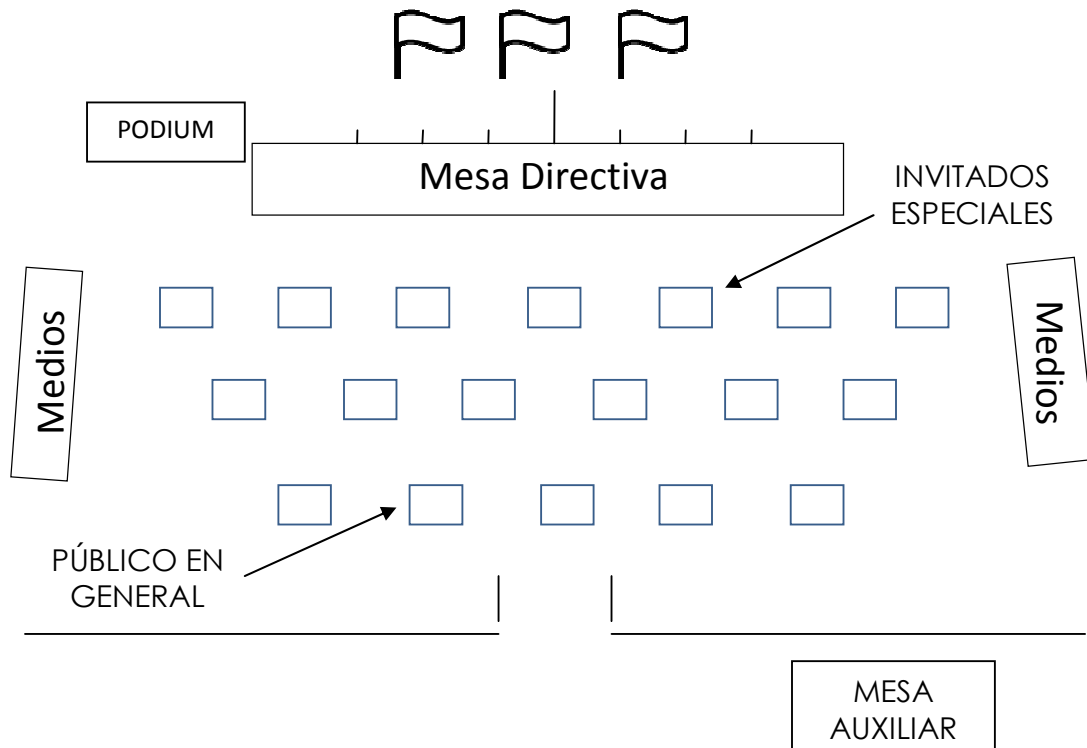 PODIUM
Mesa Directiva
INVITADOS
ESPECIALES
Medios
Medios
PÚBLICO EN
GENERAL
MESA
AUXILIAR